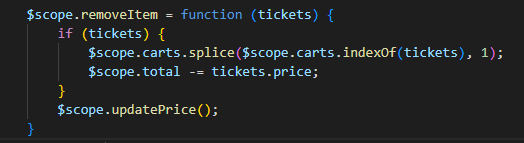 $scope.removeItem = function (tickets) {
if (tickets) {
$scope.carts.splice($scope.carts.indexOf(tickets), 1);
$scope.total -= tickets.price;
}
$scope.updatePrice();
}